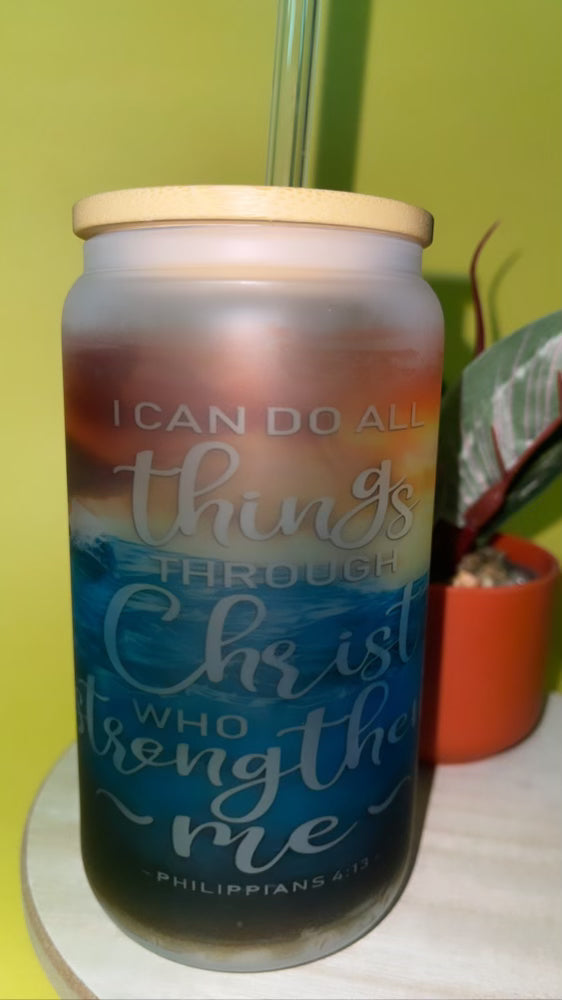 I CAN DO ALL
things
THROUGH
Christ
WHO
strengthen
me
- PHILIPPIANS 4:13 -